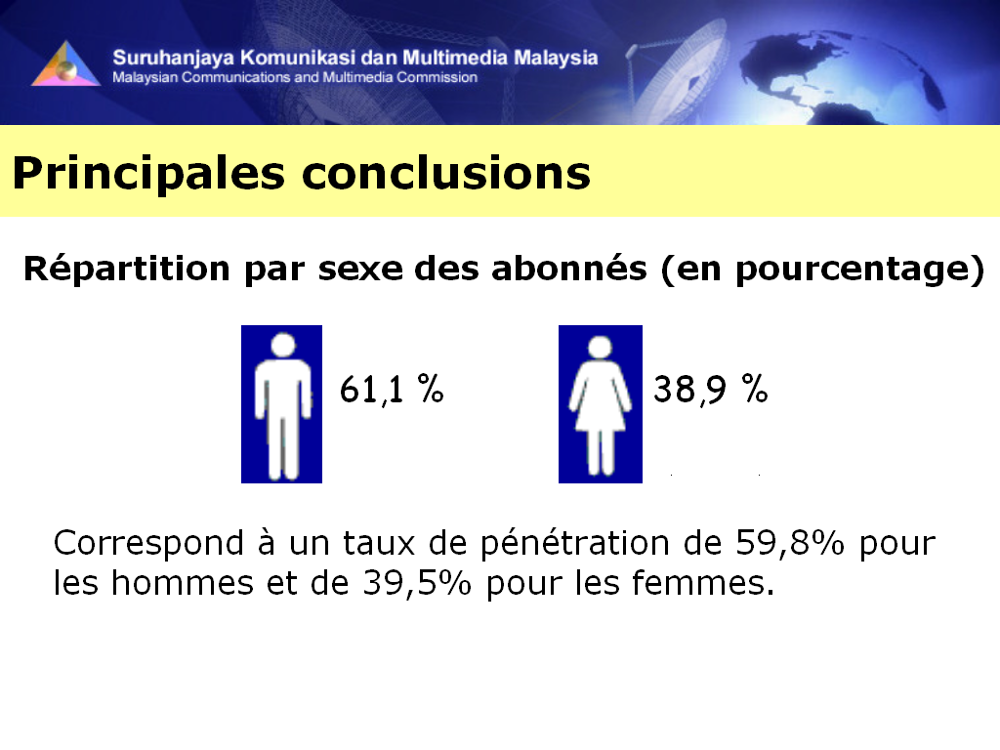 Suruhanjaya Komunikasi dan Multimedia Malaysia
Malaysian Communications and Multimedia Commission
Principales conclusions
Répartition par sexe des abonnés (en pourcentage)
61,1 % 38,9 %
Correspond à un taux de pénétration de 59,8% pour
les hommes et de 39,5% pour les femmes.